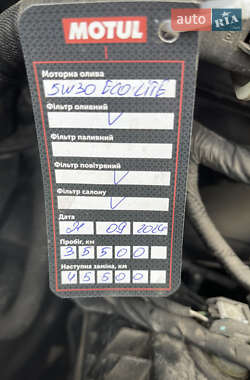 auto.RIA.com
MOTUL
Моторна олива
5W30 ECO LITE
Фільтр оливний
V
Фільтр паливний
Фільтр повітряний
V
Фільтр салону
V
Дата
09 2024
Пробіг, км
35500
Наступна заміна, км
45500